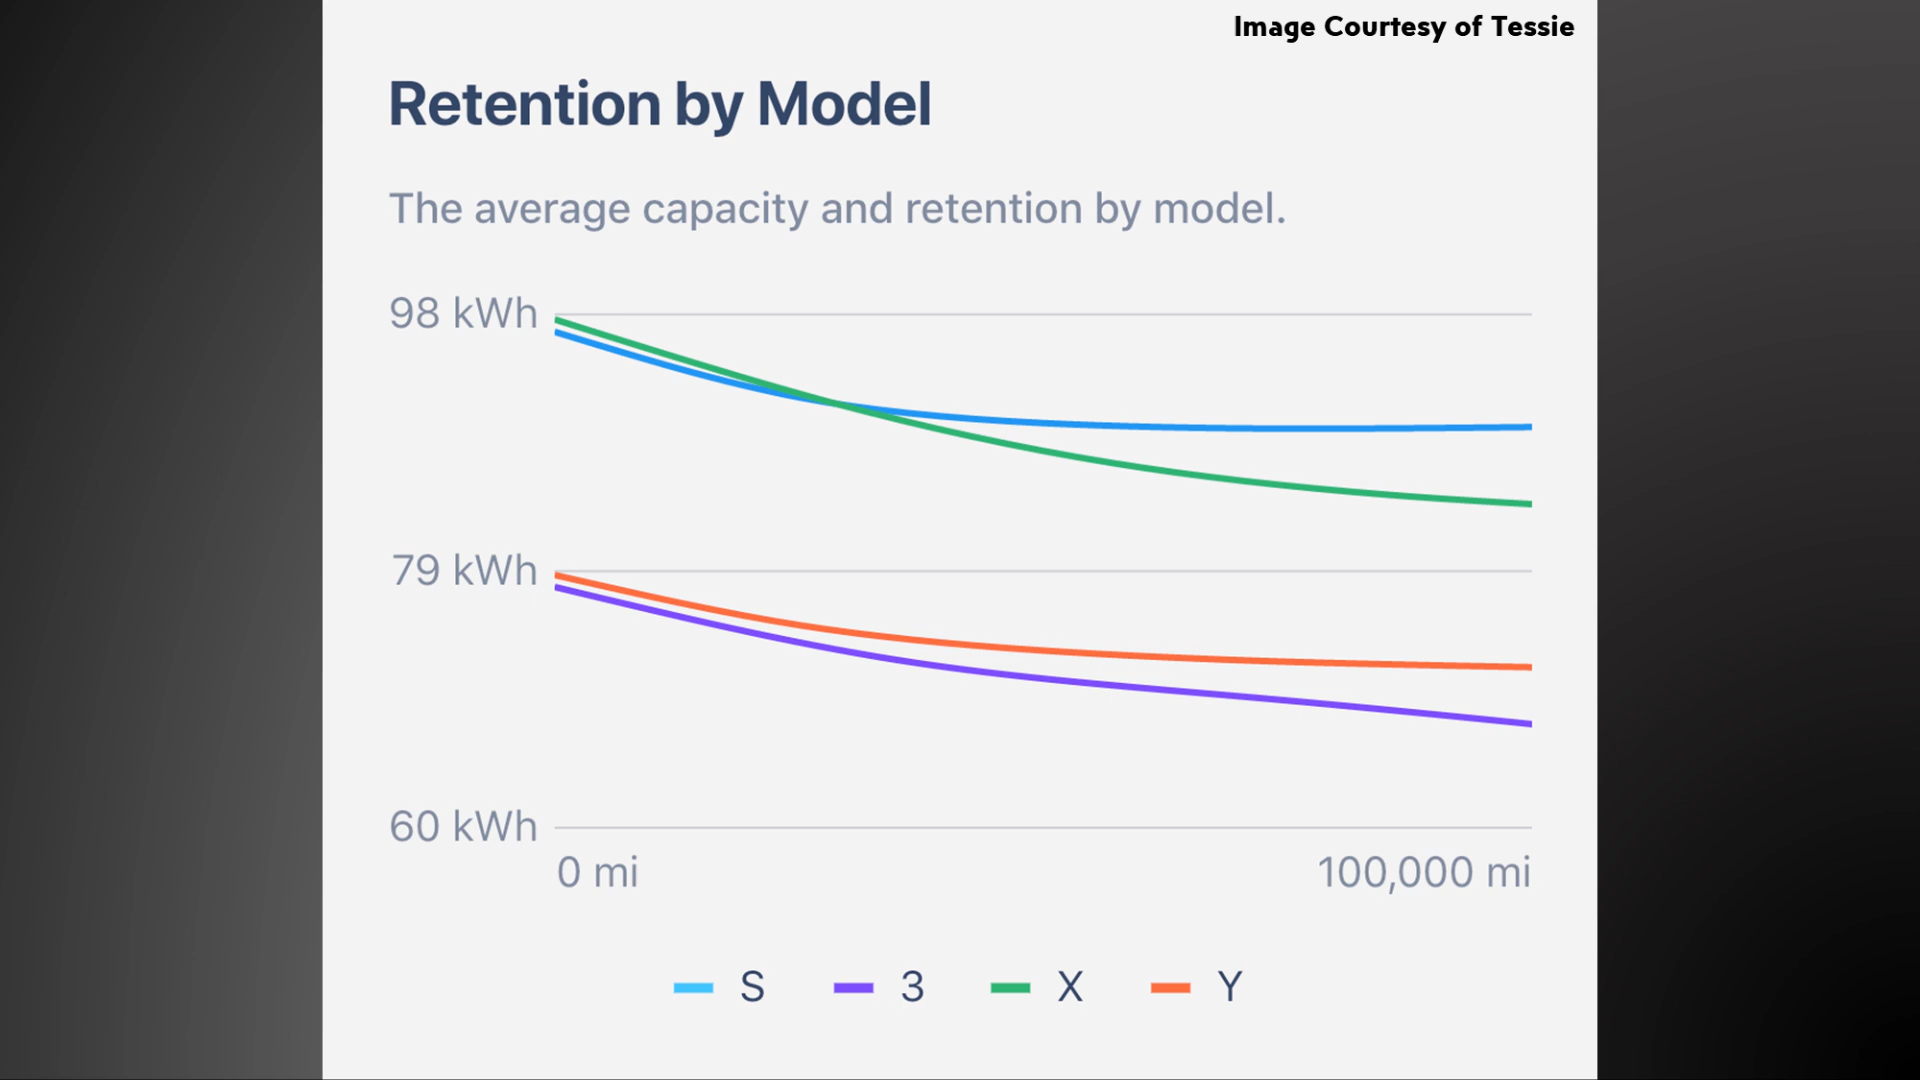 Image Courtesy of Tessie
Retention by Model
The average capacity and retention by model.
98 kWh
79 kWh
60 kWh
0 mi 100,000 mi
S 3 X Y